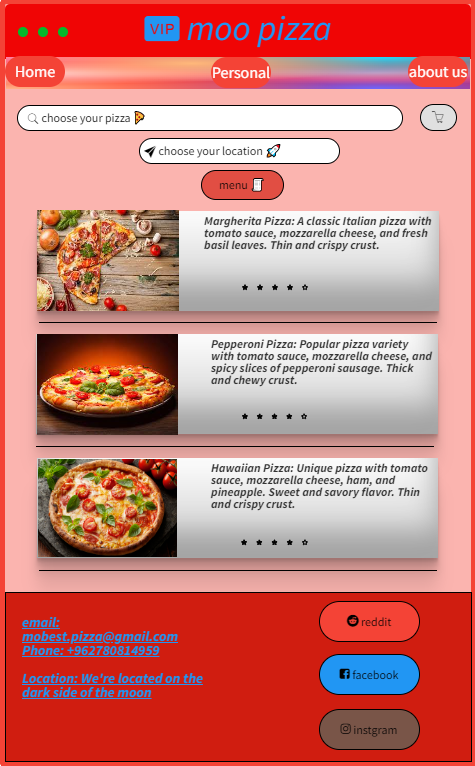 VIP moo pizza
Home Personal about us
choose your pizza 🍕
choose your location 🚀
menu 🧾
Margherita Pizza: A classic Italian pizza with
tomato sauce, mozzarella cheese, and fresh
basil leaves. Thin and crispy crust.
Pepperoni Pizza: Popular pizza variety
with tomato sauce, mozzarella cheese, and
spicy slices of pepperoni sausage. Thick
and chewy crust.
Hawaiian Pizza: Unique pizza with tomato
sauce, mozzarella cheese, ham, and
pineapple. Sweet and savory flavor. Thin
and crispy crust.
email:
mobest.pizza@gmail.com
Phone: +962780814959
Location: We're located on the
dark side of the moon
reddit
facebook
instgram